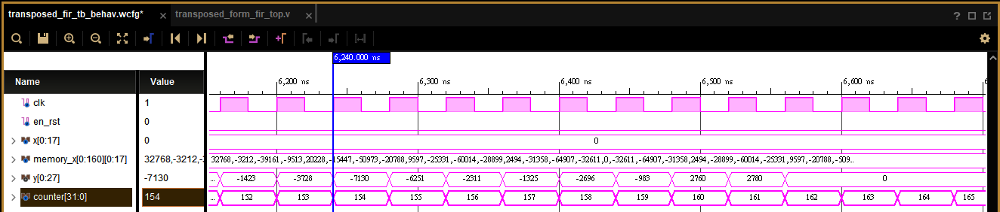 transposed_fir_tb_behav.wcfg* × transposed_form_fir_top.v × ?
6,240.000 ns
Name Value
6,200 ns 6,300 ns 6,400 ns 6,500 ns 6,600 ns
clk 1
en_rst 0
x[0:17] 0 0
memory_x[0:160][0:17] 32768,-3212,- 32768,-3212,-39161,-9513,20228,-15447,-50973,-20788,9597,-25331,-60014,-28899,2494,-31358,-64907,-32611,0,-32611,-64907,-31358,2494,-28899,-60014,-25331,9597,-20788,-509...
y[0:27] -7130 ... -1423 -3728 -7130 -6251 -2311 -1325 -2696 -983 2760 2780 0
counter[31:0] 154 ... 152 153 154 155 156 157 158 159 160 161 162 163 164 165